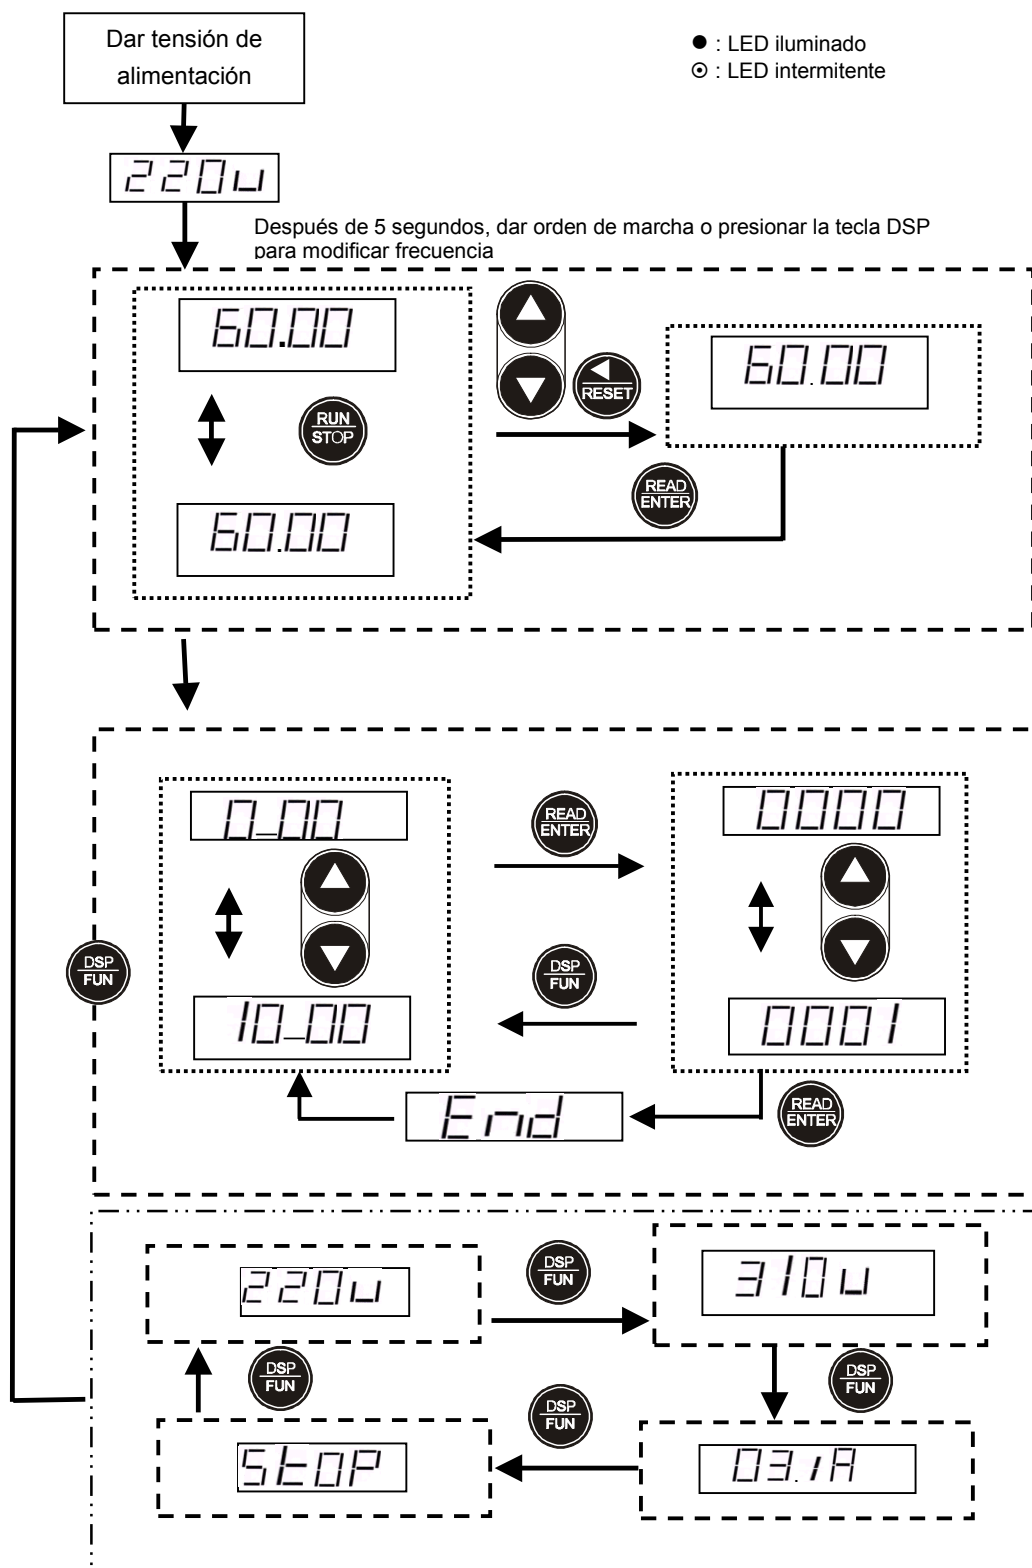 Dar tensión de
alimentación
● : LED iluminado
⊙ : LED intermitente
220u
Después de 5 segundos, dar orden de marcha o presionar la tecla DSP
para modificar frecuencia
60.00
RUN
STOP
60.00
RESET
60.00
READ
ENTER
0_00
READ
ENTER
0000
DSP
FUN
DSP
FUN
10_00
0001
End
READ
ENTER
220u
DSP
FUN
310u
DSP
FUN
DSP
FUN
DSP
FUN
StOP
03.1A